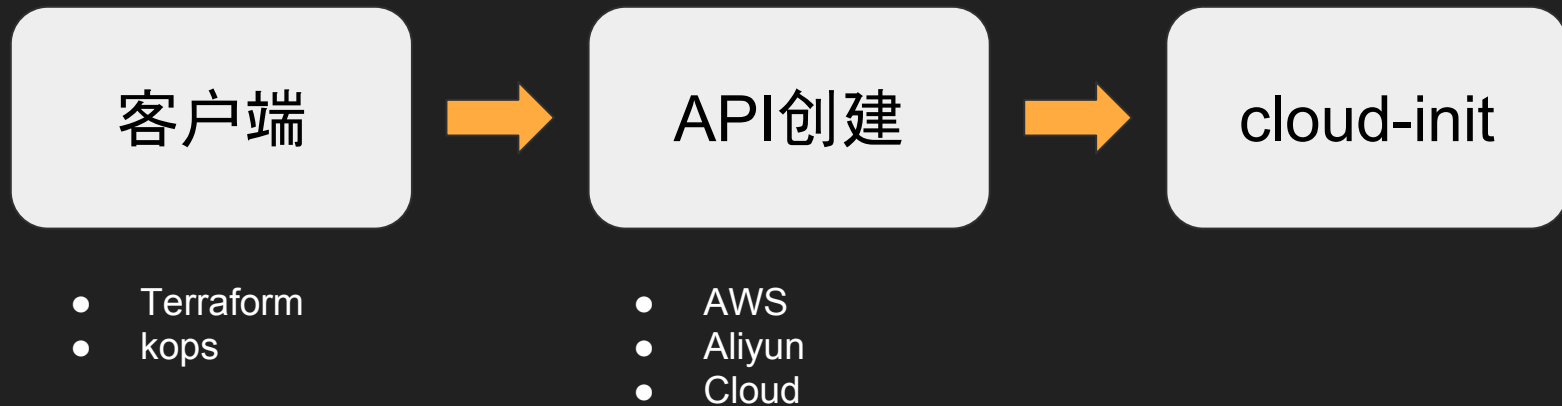 客户端
API创建
cloud-init
● Terraform
● kops
● AWS
● Aliyun
● Cloud